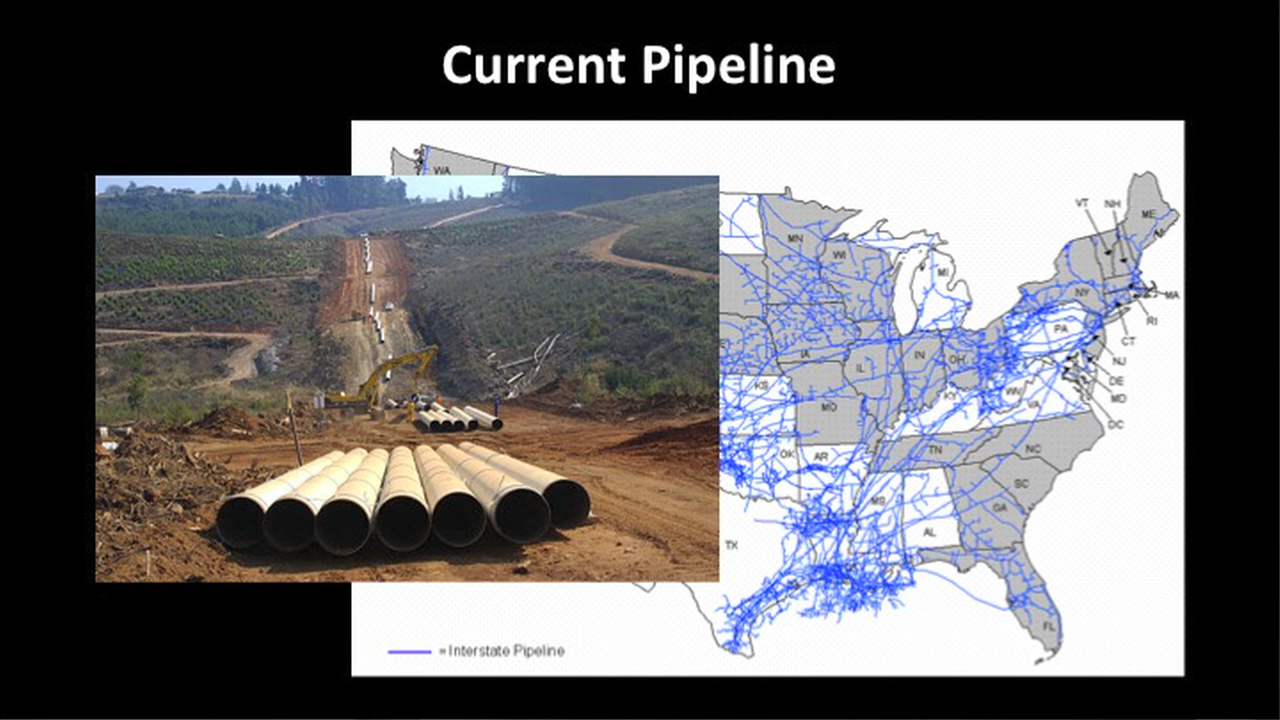 Current Pipeline
WA
VT NH
ME
MN
WI
MI
NY
MA
RI
PA
CT
IA
IL
IN
OH
NJ
DE
MD
KS
MO
KY
WV
VA
DC
OK
AR
TN
NC
SC
MS
AL
GA
TX
FL
= Interstate Pipeline